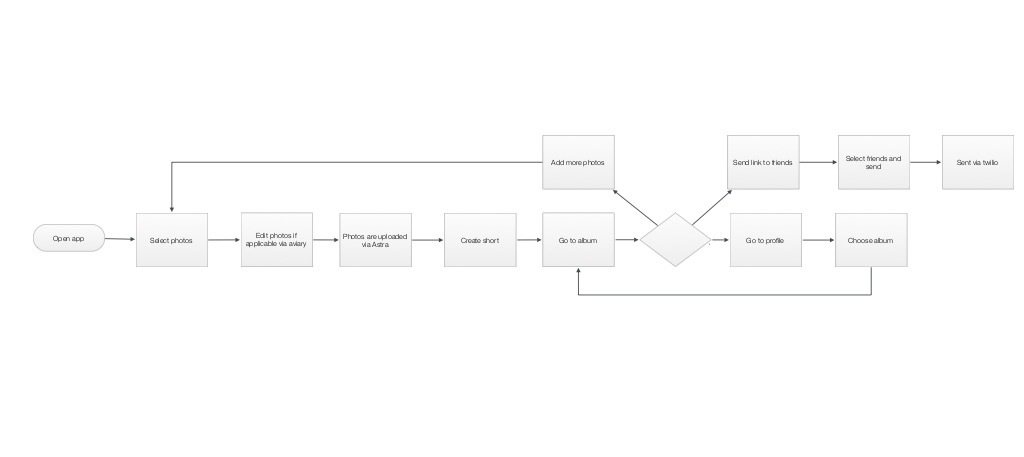 Add more photos
Send link to friends
Select friends and
send
Sent via twilio
Open app
Select photos
Edit photos if
applicable via aviary
Photos are uploaded
via Astra
Create short
Go to album
Go to profile
Choose album